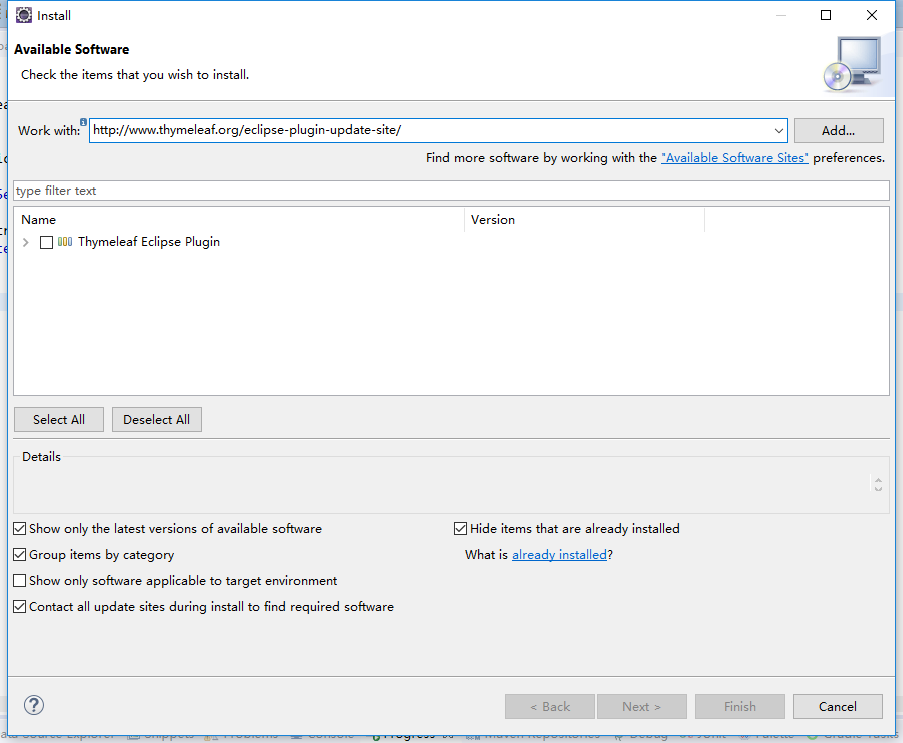 Install
Available Software
Check the items that you wish to install.
Work with: http://www.thymeleaf.org/eclipse-plugin-update-site/ Add...
Find more software by working with the "Available Software Sites" preferences.
type filter text
Name Version
Thymeleaf Eclipse Plugin
Select All Deselect All
Details
Show only the latest versions of available software Hide items that are already installed
Group items by category What is already installed?
Show only software applicable to target environment
Contact all update sites during install to find required software
< Back Next > Finish Cancel